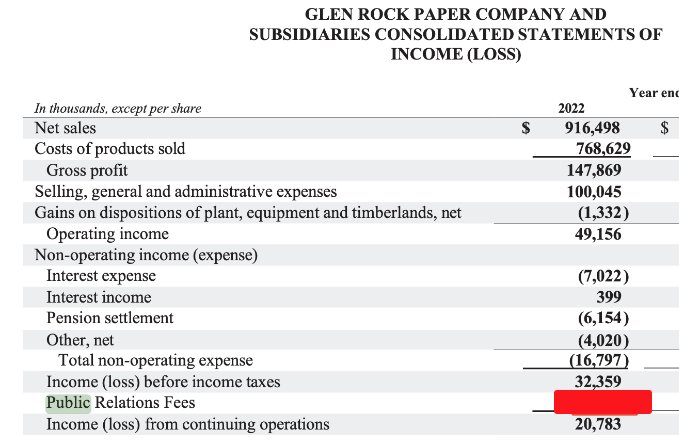 GLEN ROCK PAPER COMPANY AND
SUBSIDIARIES CONSOLIDATED STATEMENTS OF
INCOME (LOSS)
Year end
In thousands, except per share 2022
Net sales $ 916,498 $
Costs of products sold 768,629
Gross profit 147,869
Selling, general and administrative expenses 100,045
Gains on dispositions of plant, equipment and timberlands, net (1,332)
Operating income 49,156
Non-operating income (expense)
Interest expense (7,022)
Interest income 399
Pension settlement (6,154)
Other, net (4,020)
Total non-operating expense (16,797)
Income (loss) before income taxes 32,359
Public Relations Fees
Income (loss) from continuing operations 20,783